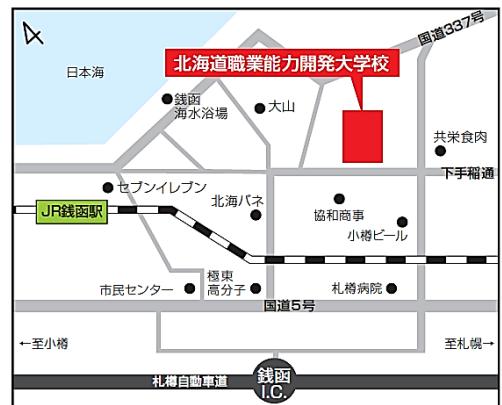 国道337号
北海道職業能力開発大学校
日本海
銭函
海水浴場
大山
共栄食肉
下手稲通
セブンイレブン
北海バネ
協和商事
小樽ビール
JR銭函駅
市民センター
極東
高分子
札樽病院
国道5号
←至小樽
至札幌→
札樽自動車道
銭函
I.C.